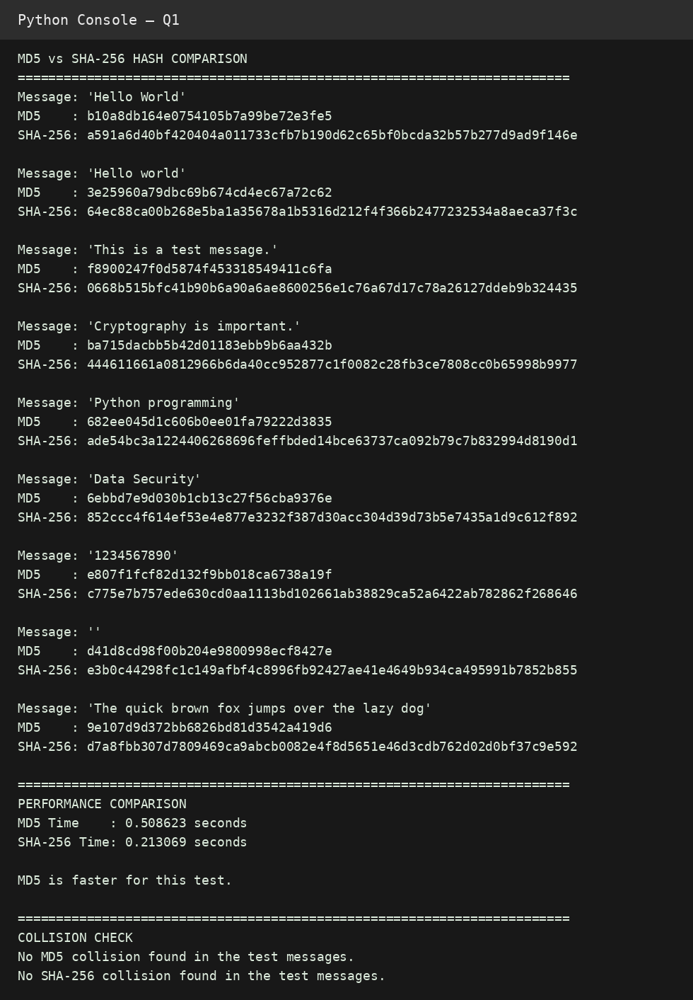 Python Console — Q1
MD5 vs SHA-256 HASH COMPARISON
========================================================================
Message: 'Hello World'
MD5    : b10a8db164e0754105b7a99be72e3fe5
SHA-256: a591a6d40bf420404a011733cfb7b190d62c65bf0bcda32b57b277d9ad9f146e
Message: 'Hello world'
MD5    : 3e25960a79dbc69b674cd4ec67a72c62
SHA-256: 64ec88ca00b268e5ba1a35678a1b5316d212f4f366b2477232534a8aeca37f3c
Message: 'This is a test message.'
MD5    : f8900247f0d5874f453318549411c6fa
SHA-256: 0668b515bfc41b90b6a90a6ae8600256e1c76a67d17c78a26127ddeb9b324435
Message: 'Cryptography is important.'
MD5    : ba715dacbb5b42d01183ebb9b6aa432b
SHA-256: 444611661a0812966b6da40cc952877c1f0082c28fb3ce7808cc0b65998b9977
Message: 'Python programming'
MD5    : 682ee045d1c606b0ee01fa79222d3835
SHA-256: ade54bc3a1224406268696feffbded14bce63737ca092b79c7b832994d8190d1
Message: 'Data Security'
MD5    : 6ebbd7e9d030b1cb13c27f56cba9376e
SHA-256: 852ccc4f614ef53e4e877e3232f387d30acc304d39d73b5e7435a1d9c612f892
Message: '1234567890'
MD5    : e807f1fcf82d132f9bb018ca6738a19f
SHA-256: c775e7b757ede630cd0aa1113bd102661ab38829ca52a6422ab782862f268646
Message: ''
MD5    : d41d8cd98f00b204e9800998ecf8427e
SHA-256: e3b0c44298fc1c149afbf4c8996fb92427ae41e4649b934ca495991b7852b855
Message: 'The quick brown fox jumps over the lazy dog'
MD5    : 9e107d9d372bb6826bd81d3542a419d6
SHA-256: d7a8fbb307d7809469ca9abcb0082e4f8d5651e46d3cdb762d02d0bf37c9e592
========================================================================
PERFORMANCE COMPARISON
MD5 Time    : 0.508623 seconds
SHA-256 Time: 0.213069 seconds
MD5 is faster for this test.
========================================================================
COLLISION CHECK
No MD5 collision found in the test messages.
No SHA-256 collision found in the test messages.